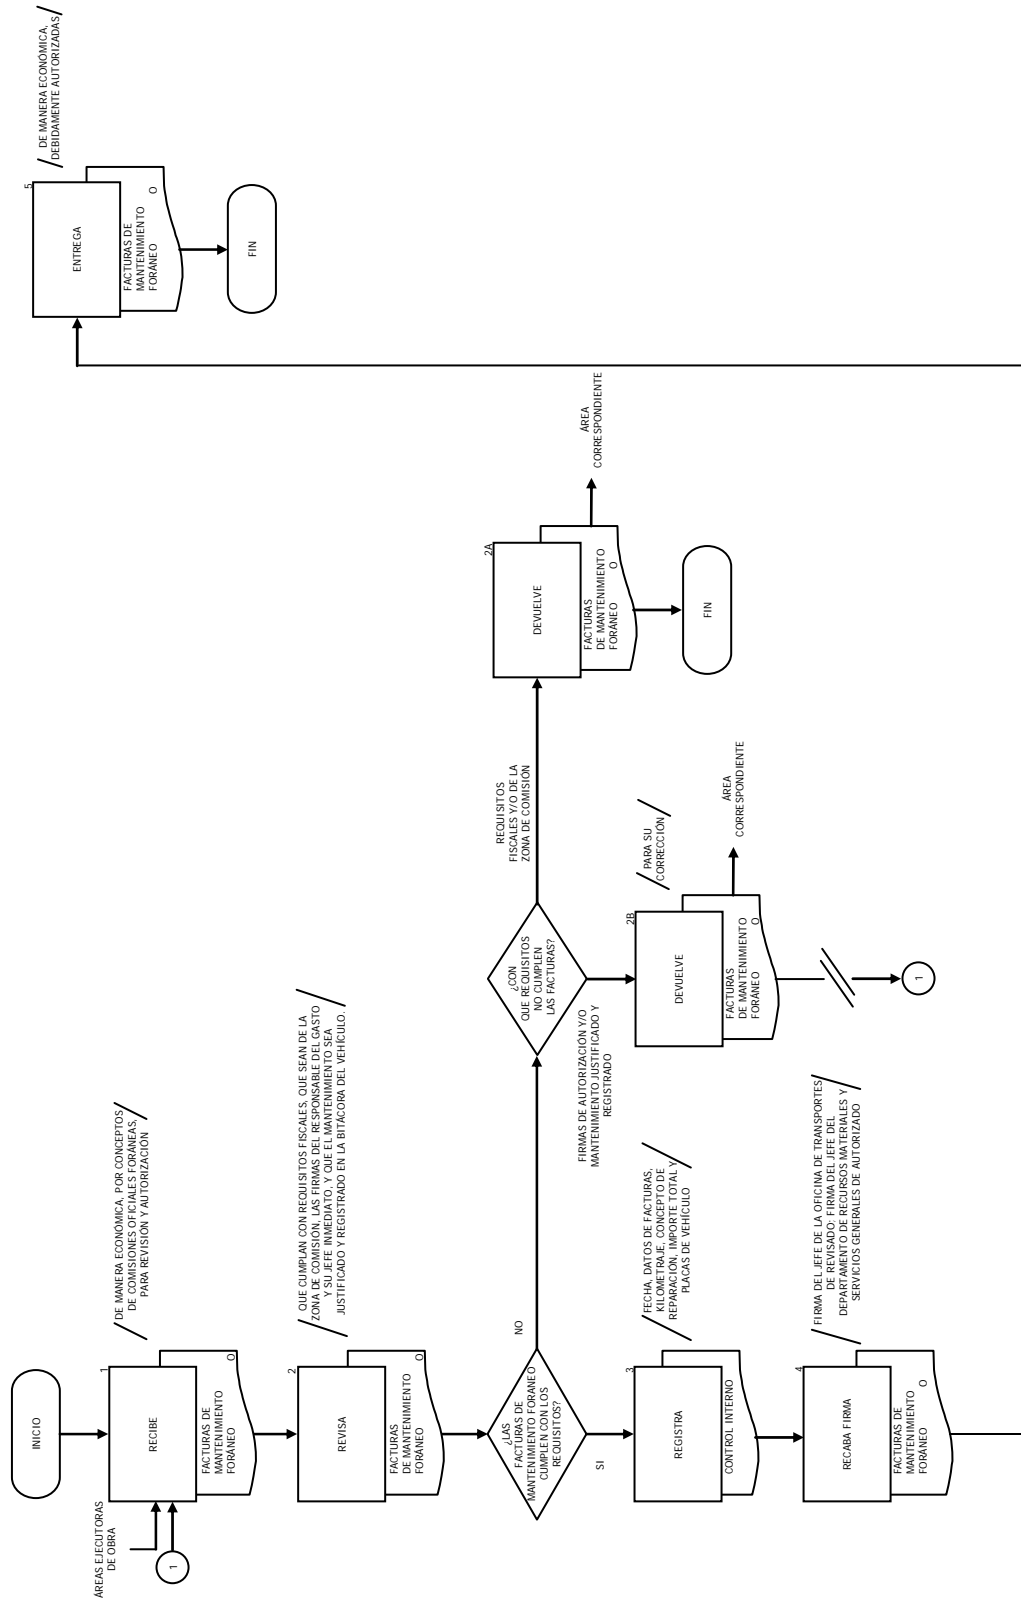 INICIO
ÁREAS EJECUTORAS
DE OBRA
1
1
RECIBE
FACTURAS DE
MANTENIMIENTO
FORÁNEO
O
DE MANERA ECONÓMICA, POR CONCEPTOS
DE COMISIONES OFICIALES FORÁNEAS,
PARA REVISIÓN Y AUTORIZACIÓN
2
REVISA
FACTURAS
DE MANTENIMIENTO
FORÁNEO
O
QUE CUMPLAN CON REQUISITOS FISCALES, QUE SEAN DE LA
ZONA DE COMISIÓN, LAS FIRMAS DEL RESPONSABLE DEL GASTO
Y SU JEFE INMEDIATO, Y QUE EL MANTENIMIENTO SEA
JUSTIFICADO Y REGISTRADO EN LA BITÁCORA DEL VEHÍCULO.
¿LAS
FACTURAS DE
MANTENIMIENTO FORANEO
CUMPLEN CON LOS
REQUISITOS?
NO
SI
3
REGISTRA
CONTROL INTERNO
FECHA, DATOS DE FACTURAS,
KILOMETRAJE, CONCEPTO DE
REPARACIÓN, IMPORTE TOTAL Y
PLACAS DE VEHÍCULO
4
RECABA FIRMA
FACTURAS DE
MANTENIMIENTO
FORÁNEO
O
FIRMA DEL JEFE DE LA OFICINA DE TRANSPORTES
DE REVISADO; FIRMA DEL JEFE DEL
DEPARTAMENTO DE RECURSOS MATERIALES Y
SERVICIOS GENERALES DE AUTORIZADO
¿CON
QUE REQUISITOS
NO CUMPLEN
LAS FACTURAS?
FIRMAS DE AUTORIZACIÓN Y/O
MANTENIMIENTO JUSTIFICADO Y
REGISTRADO
REQUISITOS
FISCALES Y/O DE LA
ZONA DE COMISIÓN
2B
DEVUELVE
FACTURAS
DE MANTENIMIENTO
FORÁNEO
O
PARA SU
CORRECCIÓN
ÁREA
CORRESPONDIENTE
1
2A
DEVUELVE
FACTURAS
DE MANTENIMIENTO
FORÁNEO
O
ÁREA
CORRESPONDIENTE
FIN
5
ENTREGA
FACTURAS DE
MANTENIMIENTO
FORÁNEO
O
DE MANERA ECONÓMICA,
DEBIDAMENTE AUTORIZADAS
FIN